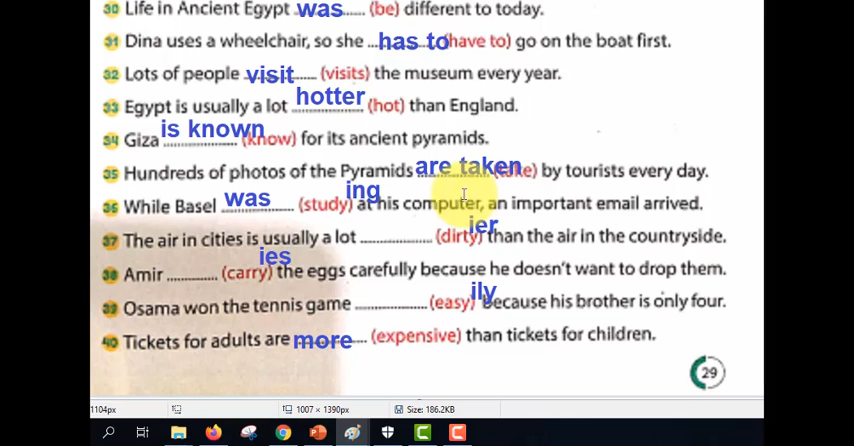 30 Life in Ancient Egypt was (be) different to today.
31 Dina uses a wheelchair, so she has to (have to) go on the boat first.
32 Lots of people visit (visits) the museum every year.
33 Egypt is usually a lot hotter (hot) than England.
34 Giza is known (know) for its ancient pyramids.
35 Hundreds of photos of the Pyramids are taken (take) by tourists every day.
36 While Basel was (study) ing at his computer, an important email arrived.
37 The air in cities is usually a lot .................. (dirty) ier than the air in the countryside.
38 Amir ............ (carry) ies the eggs carefully because he doesn't want to drop them.
39 Osama won the tennis game .................. (easy) ily because his brother is only four.
40 Tickets for adults are more (expensive) than tickets for children.
29
1104px 1007 × 1390px Size: 186.2KB